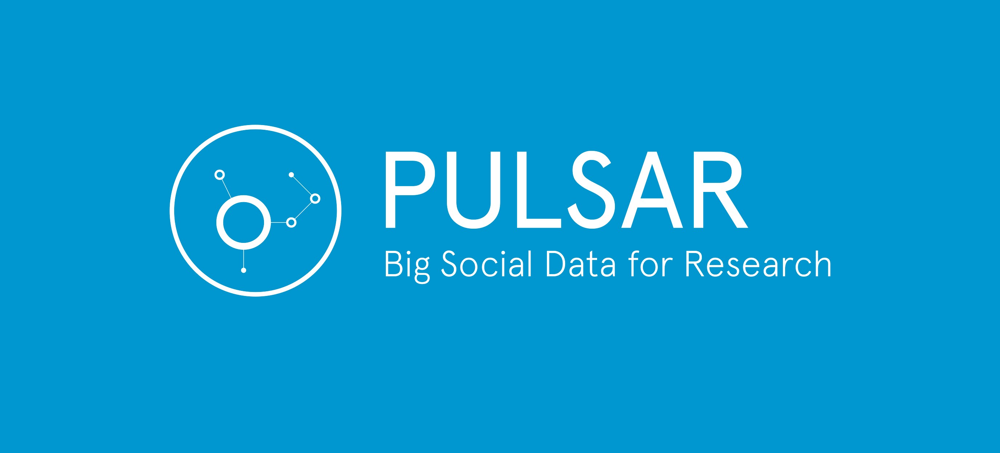 PULSAR
Big Social Data for Research